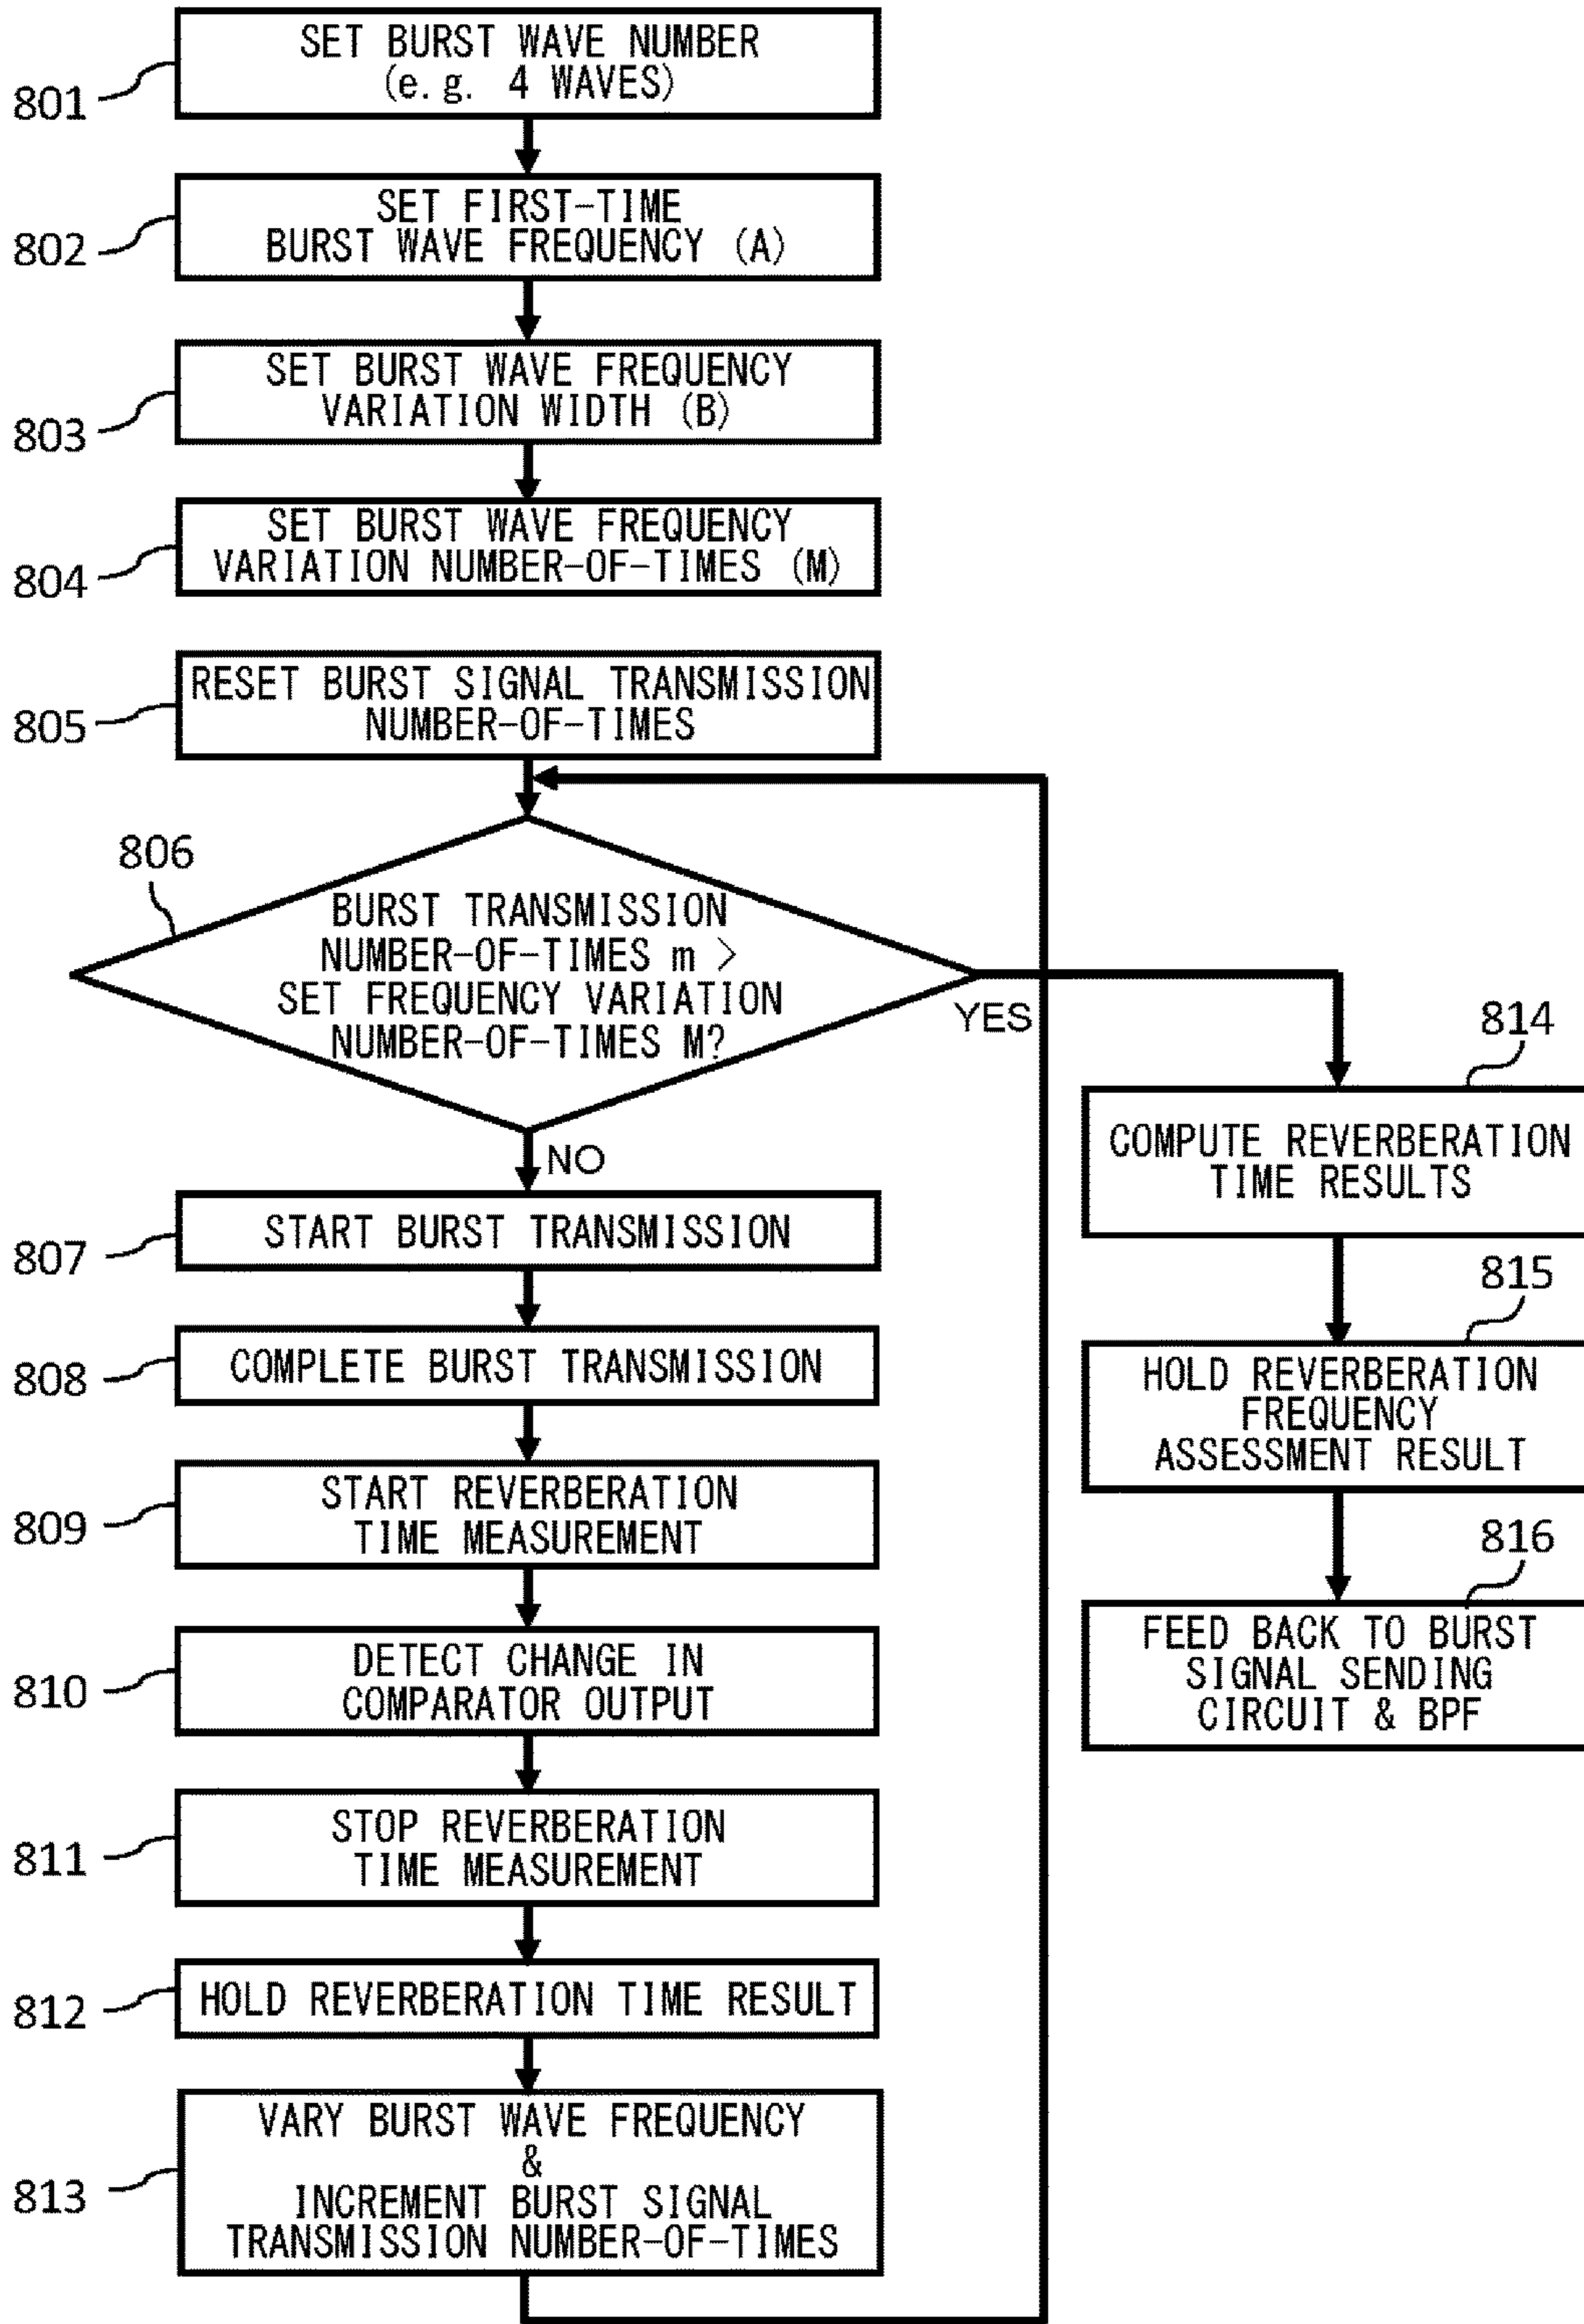 801
SET BURST WAVE NUMBER
(e.g. 4 WAVES)
802
SET FIRST-TIME
BURST WAVE FREQUENCY (A)
803
SET BURST WAVE FREQUENCY
VARIATION WIDTH (B)
804
SET BURST WAVE FREQUENCY
VARIATION NUMBER-OF-TIMES (M)
805
RESET BURST SIGNAL TRANSMISSION
NUMBER-OF-TIMES
806
BURST TRANSMISSION
NUMBER-OF-TIMES m >
SET FREQUENCY VARIATION
NUMBER-OF-TIMES M?
YES
NO
807
START BURST TRANSMISSION
808
COMPLETE BURST TRANSMISSION
809
START REVERBERATION
TIME MEASUREMENT
810
DETECT CHANGE IN
COMPARATOR OUTPUT
811
STOP REVERBERATION
TIME MEASUREMENT
812
HOLD REVERBERATION TIME RESULT
813
VARY BURST WAVE FREQUENCY
&
INCREMENT BURST SIGNAL
TRANSMISSION NUMBER-OF-TIMES
814
COMPUTE REVERBERATION
TIME RESULTS
815
HOLD REVERBERATION
FREQUENCY
ASSESSMENT RESULT
816
FEED BACK TO BURST
SIGNAL SENDING
CIRCUIT & BPF